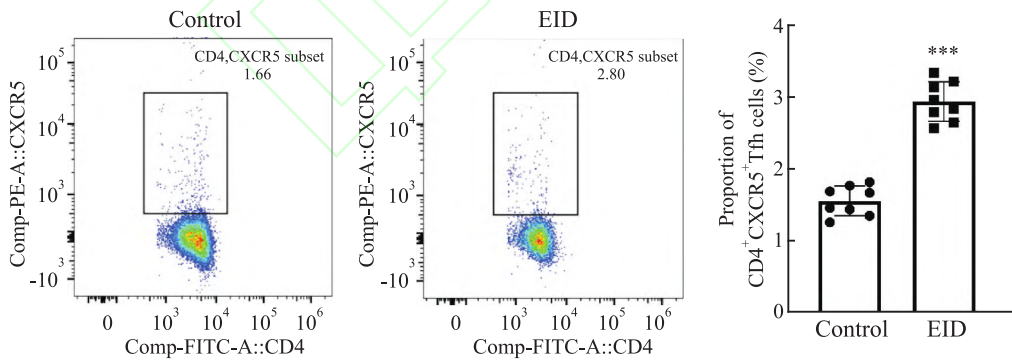 Control
CD4,CXCR5 subset
1.66
Comp-PE-A::CXCR5
10^5
10^4
10^3
-10^3
0 10^3 10^4 10^5 10^6
Comp-FITC-A::CD4
EID
CD4,CXCR5 subset
2.80
Comp-PE-A::CXCR5
10^5
10^4
10^3
-10^3
0 10^3 10^4 10^5 10^6
Comp-FITC-A::CD4
Proportion of
CD4^+CXCR5^+Tfh cells (%)
4
3
2
1
0
***
Control EID